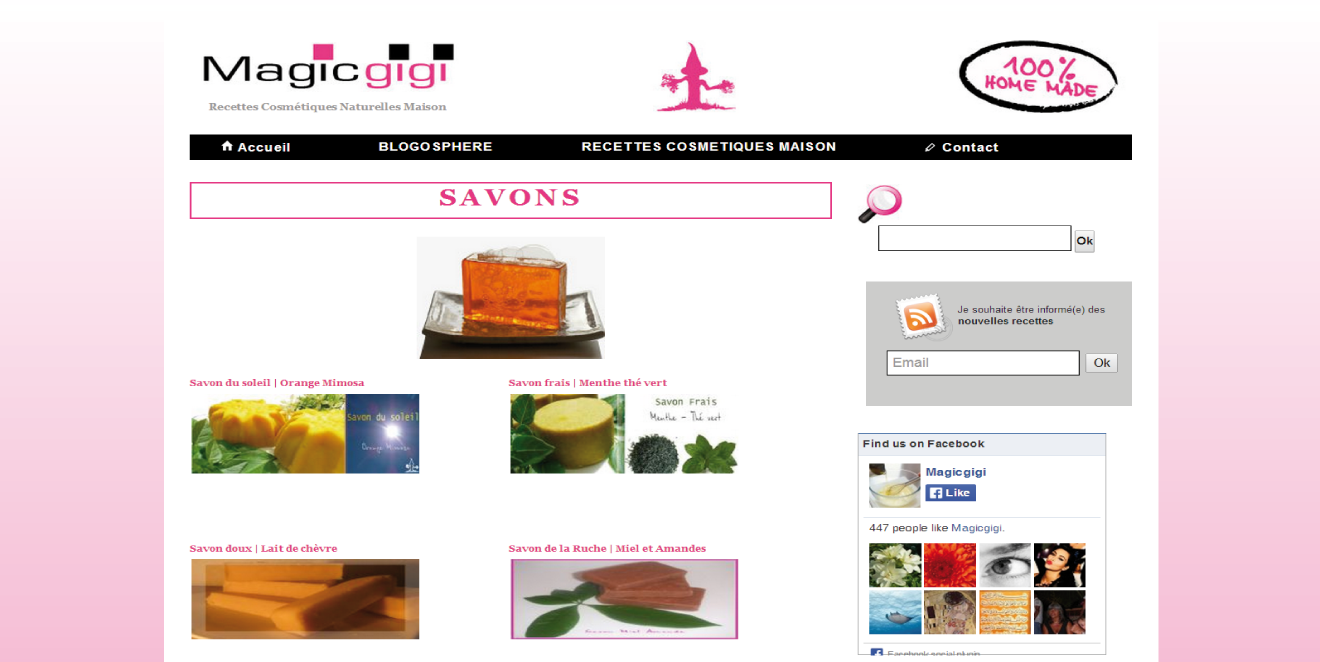 Magicgigi
Recettes Cosmétiques Naturelles Maison
100%
HOME MADE
Accueil
BLOGOSPHERE
RECETTES COSMETIQUES MAISON
Contact
SAVONS
Ok
Je souhaite être informé(e) des
nouvelles recettes
Email
Ok
Savon du soleil | Orange Mimosa
Savon du soleil
Orange Mimosa
Savon frais | Menthe thé vert
Savon Frais
Menthe - Thé vert
Savon doux | Lait de chèvre
Savon de la Ruche | Miel et Amandes
Savon Miel Amande
Find us on Facebook
Magicgigi
Like
447 people like Magicgigi.
Facebook social plugin